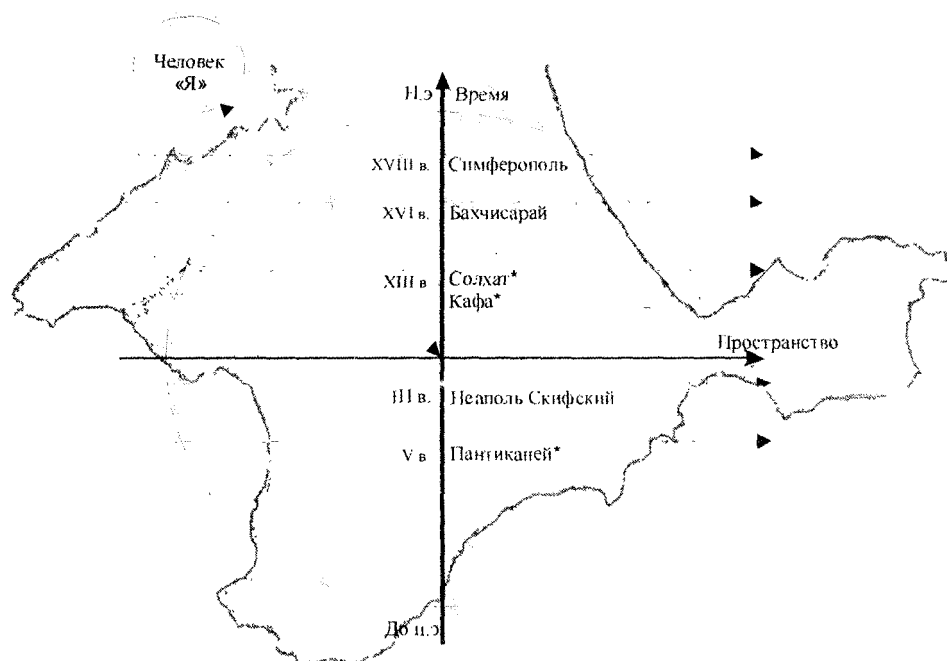 Человек
«Я»
Н.э Время
XVIII в. Симферополь
XVI в. Бахчисарай
XIII в Солхат*
Кафа*
Пространство
III в. Неаполь Скифский
V в Пантикапей*
До н.э